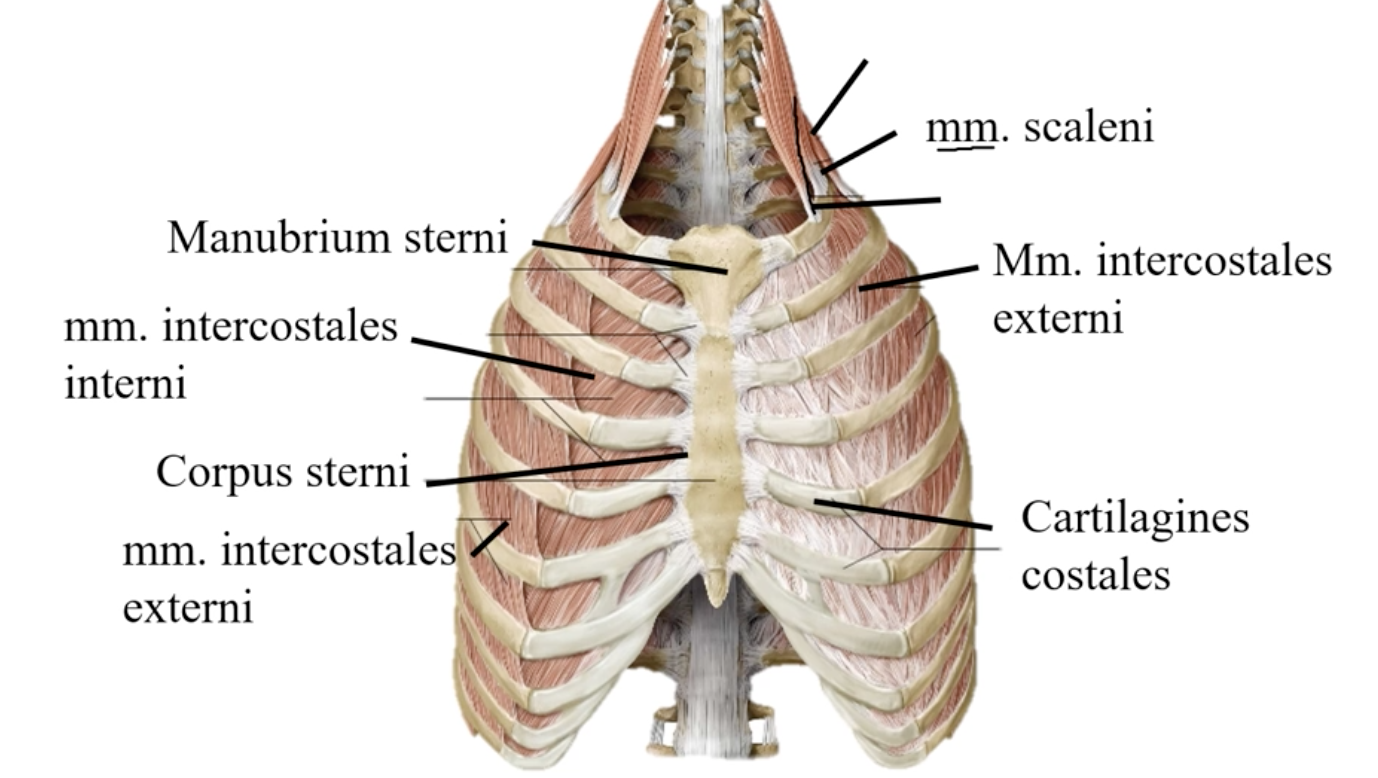 mm. scaleni
Manubrium sterni
Mm. intercostales
externi
mm. intercostales
interni
Corpus sterni
Cartilagines
costales
mm. intercostales
externi